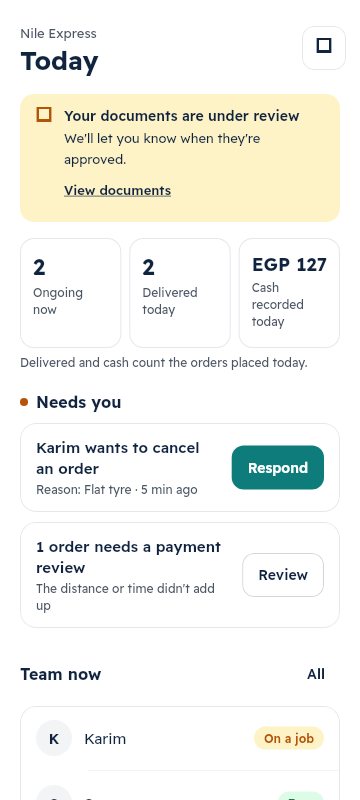 Nile Express
Today
Your documents are under review
We'll let you know when they're
approved.
View documents
2
Ongoing
now
2
Delivered
today
EGP 127
Cash
recorded
today
Delivered and cash count the orders placed today.
Needs you
Karim wants to cancel
an order
Reason: Flat tyre · 5 min ago
Respond
1 order needs a payment
review
The distance or time didn't add
up
Review
Team now
All
K
Karim
On a job